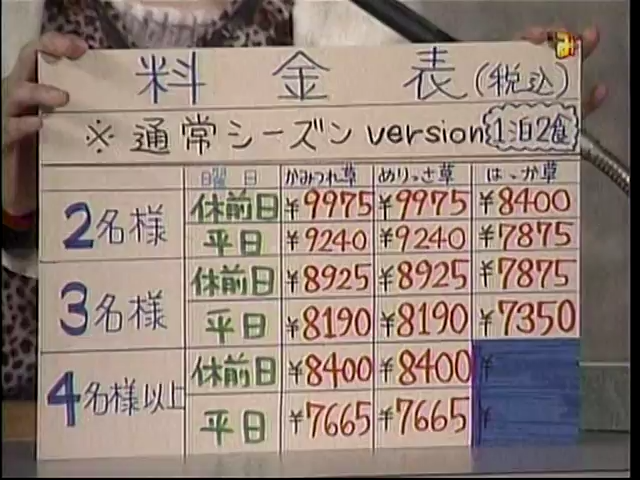 み
料金表(税込)
※通常シーズンversion 1泊2食
曜日 かみつれ草 めりっさ草 はっか草
2名様 休前日 ¥9975 ¥9975 ¥8400
平日 ¥9240 ¥9240 ¥7875
3名様 休前日 ¥8925 ¥8925 ¥7875
平日 ¥8190 ¥8190 ¥7350
4名様以上 休前日 ¥8400 ¥8400 ¥
平日 ¥7665 ¥7665 ¥